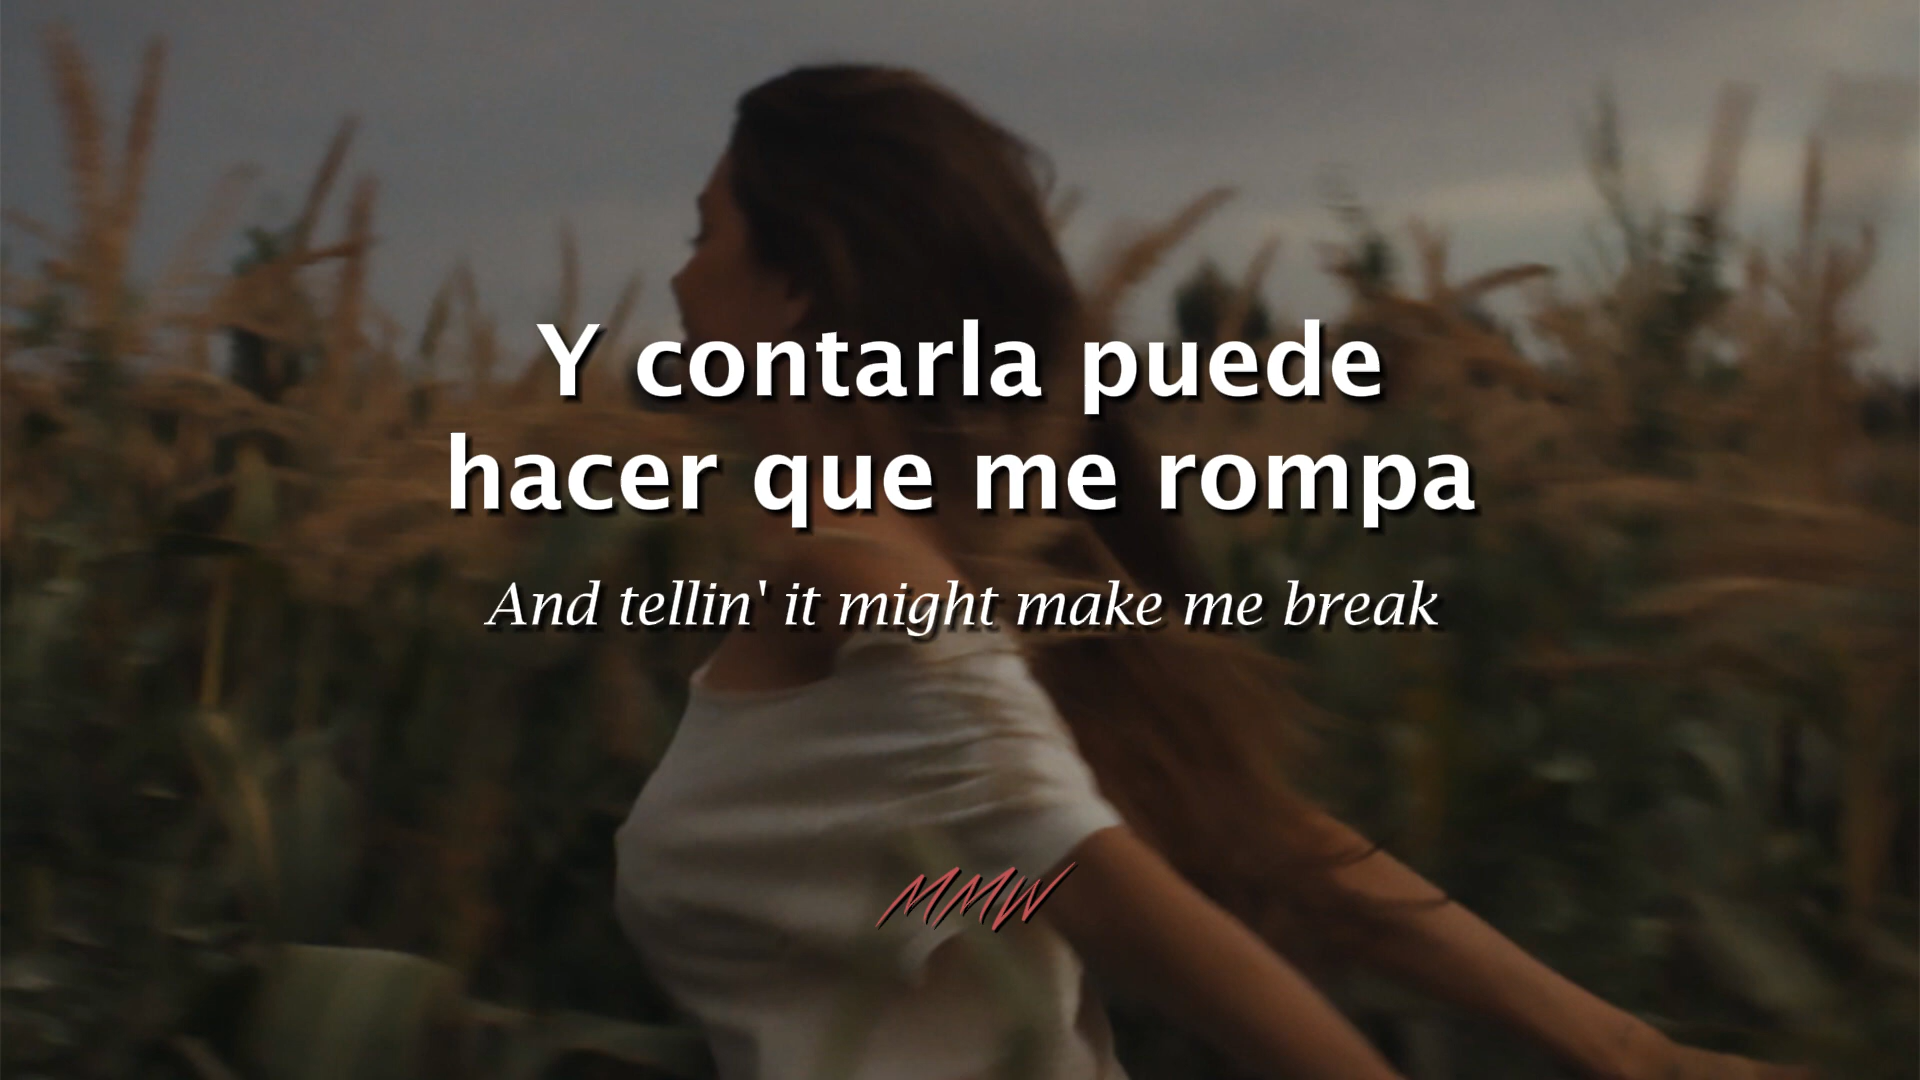 Y contarla puede
hacer que me rompa
And tellin' it might make me break
MMW